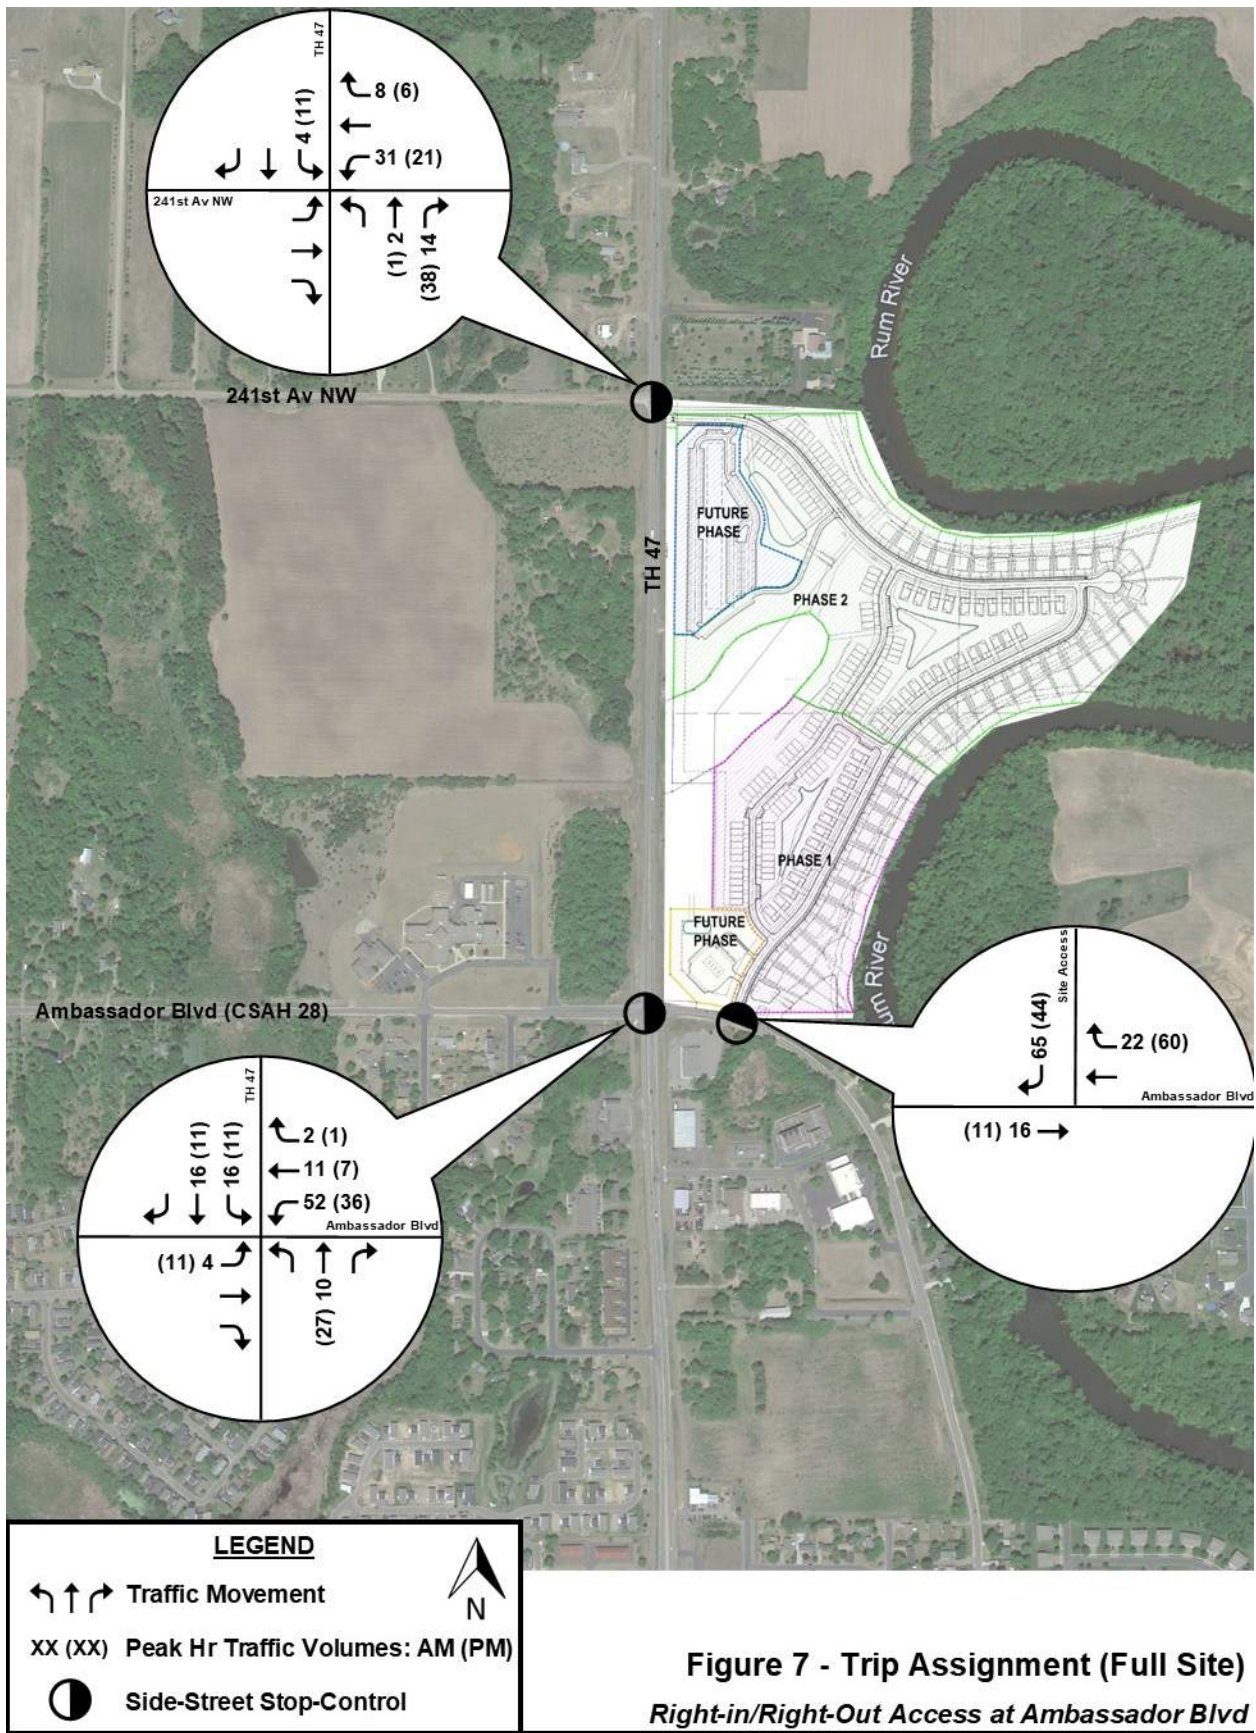 TH 47
8 (6)
4 (11)
31 (21)
241st Av NW
(1) 2
(38) 14
Rum River
241st Av NW
FUTURE
PHASE
TH 47
PHASE 2
PHASE 1
FUTURE
PHASE
Rum River
Ambassador Blvd (CSAH 28)
Site Access
65 (44)
22 (60)
Ambassador Blvd
(11) 16
TH 47
16 (11)
16 (11)
2 (1)
11 (7)
52 (36)
Ambassador Blvd
(11) 4
(27) 10
LEGEND
Traffic Movement
N
XX (XX) Peak Hr Traffic Volumes: AM (PM)
Side-Street Stop-Control
Figure 7 - Trip Assignment (Full Site)
Right-in/Right-Out Access at Ambassador Blvd